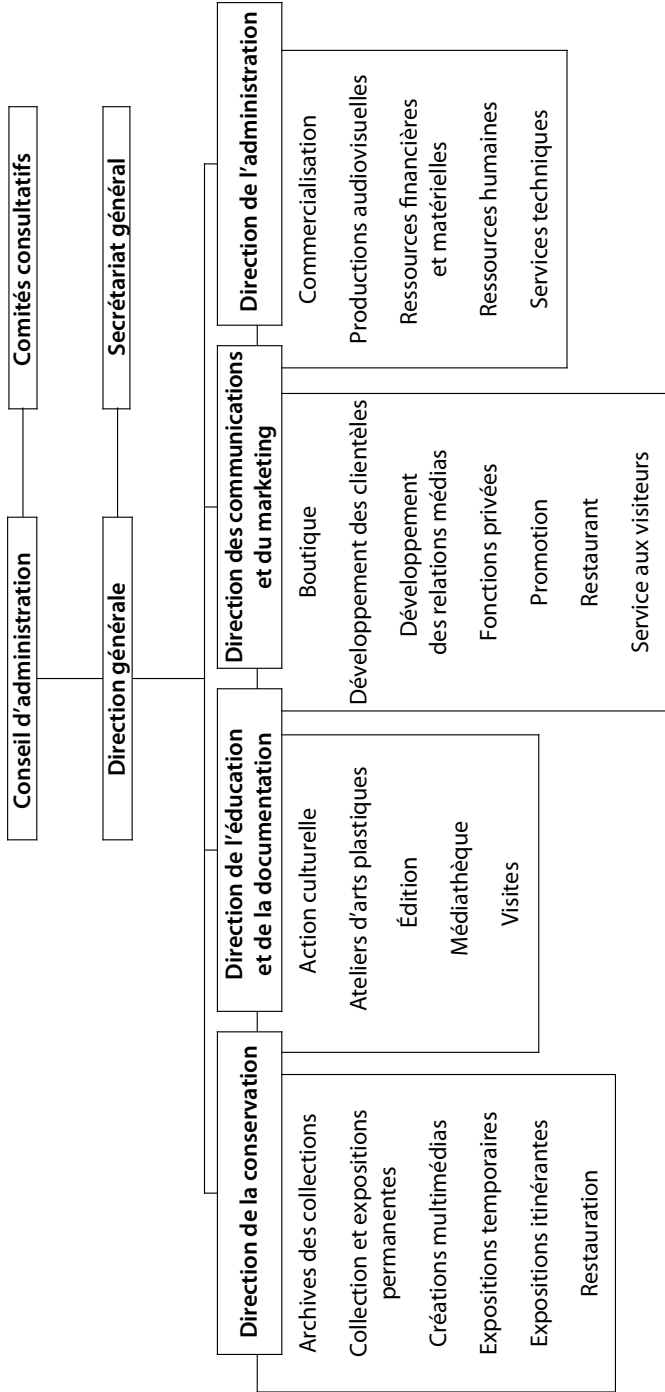 Conseil d'administration
Comités consultatifs
Direction générale
Secrétariat général
Direction de la conservation
Archives des collections
Collection et expositions
permanentes
Créations multimédias
Expositions temporaires
Expositions itinérantes
Restauration
Direction de l'éducation
et de la documentation
Action culturelle
Ateliers d'arts plastiques
Édition
Médiathèque
Visites
Direction des communications
et du marketing
Boutique
Développement des clientèles
Développement
des relations médias
Fonctions privées
Promotion
Restaurant
Service aux visiteurs
Direction de l'administration
Commercialisation
Productions audiovisuelles
Ressources financières
et matérielles
Ressources humaines
Services techniques